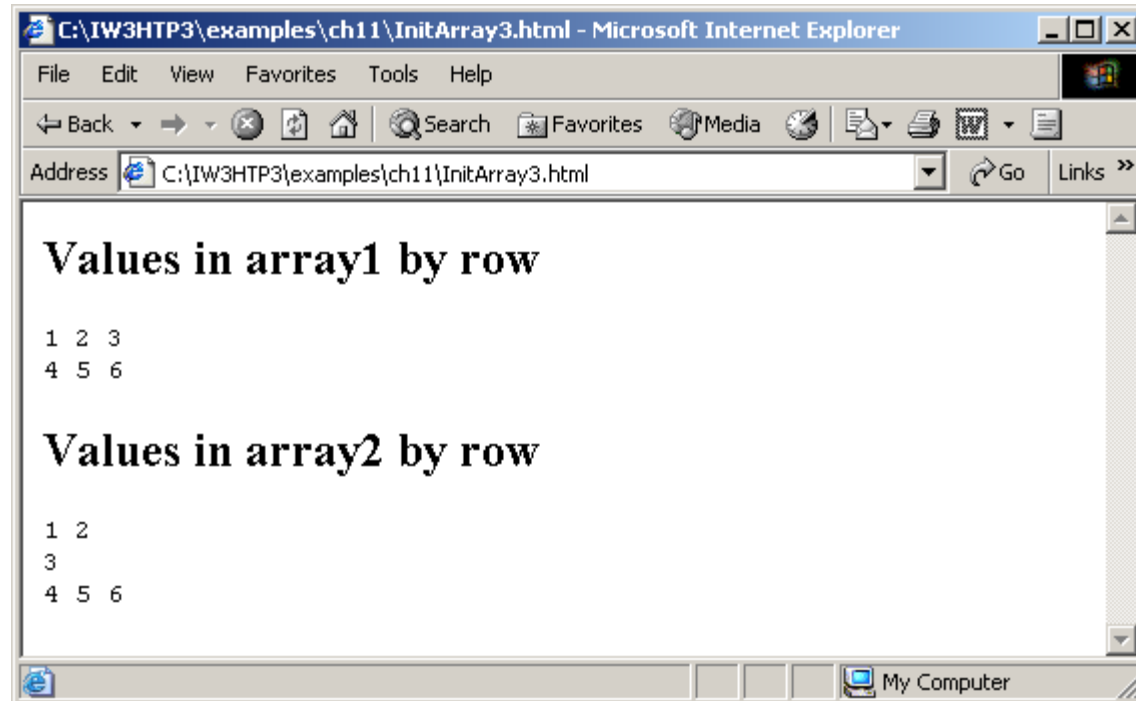 C:\IW3HTP3\examples\ch11\InitArray3.html - Microsoft Internet Explorer
File Edit View Favorites Tools Help
Back Search Favorites Media W
Address C:\IW3HTP3\examples\ch11\InitArray3.html Go Links »
Values in array1 by row
1 2 3
4 5 6
Values in array2 by row
1 2
3
4 5 6
My Computer